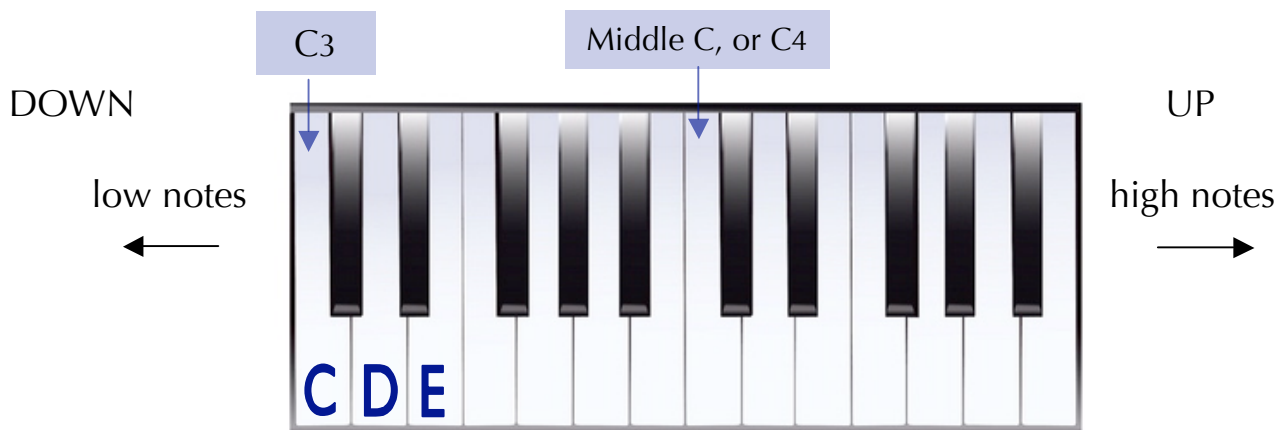 C3
Middle C, or C4
DOWN
UP
low notes
high notes
C D E